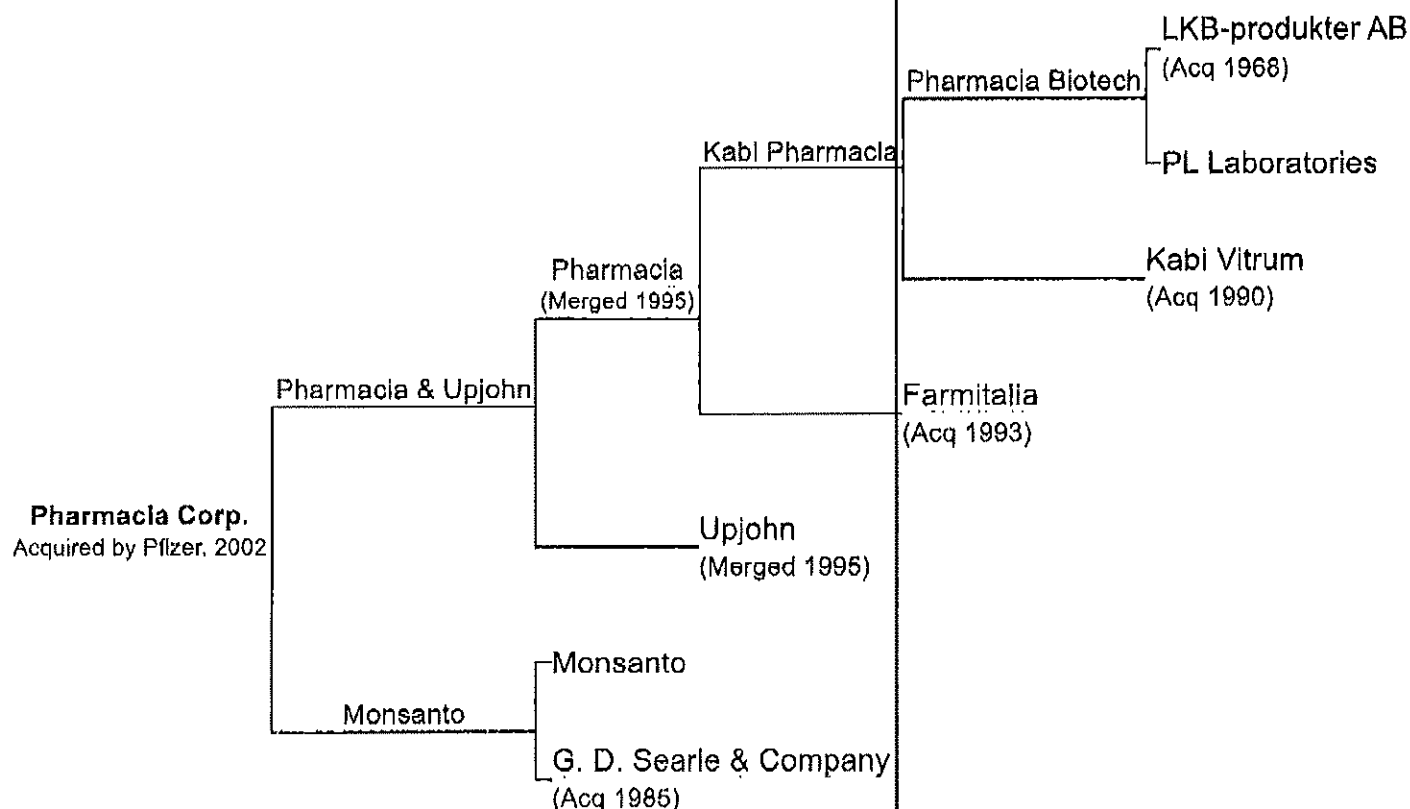 LKB-produkter AB
(Acq 1968)
Pharmacia Biotech
PL Laboratories
Kabi Pharmacia
Kabi Vitrum
(Acq 1990)
Pharmacia
(Merged 1995)
Pharmacia & Upjohn
Farmitalia
(Acq 1993)
Pharmacia Corp.
Acquired by Pfizer, 2002
Upjohn
(Merged 1995)
Monsanto
Monsanto
G. D. Searle & Company
(Acq 1985)